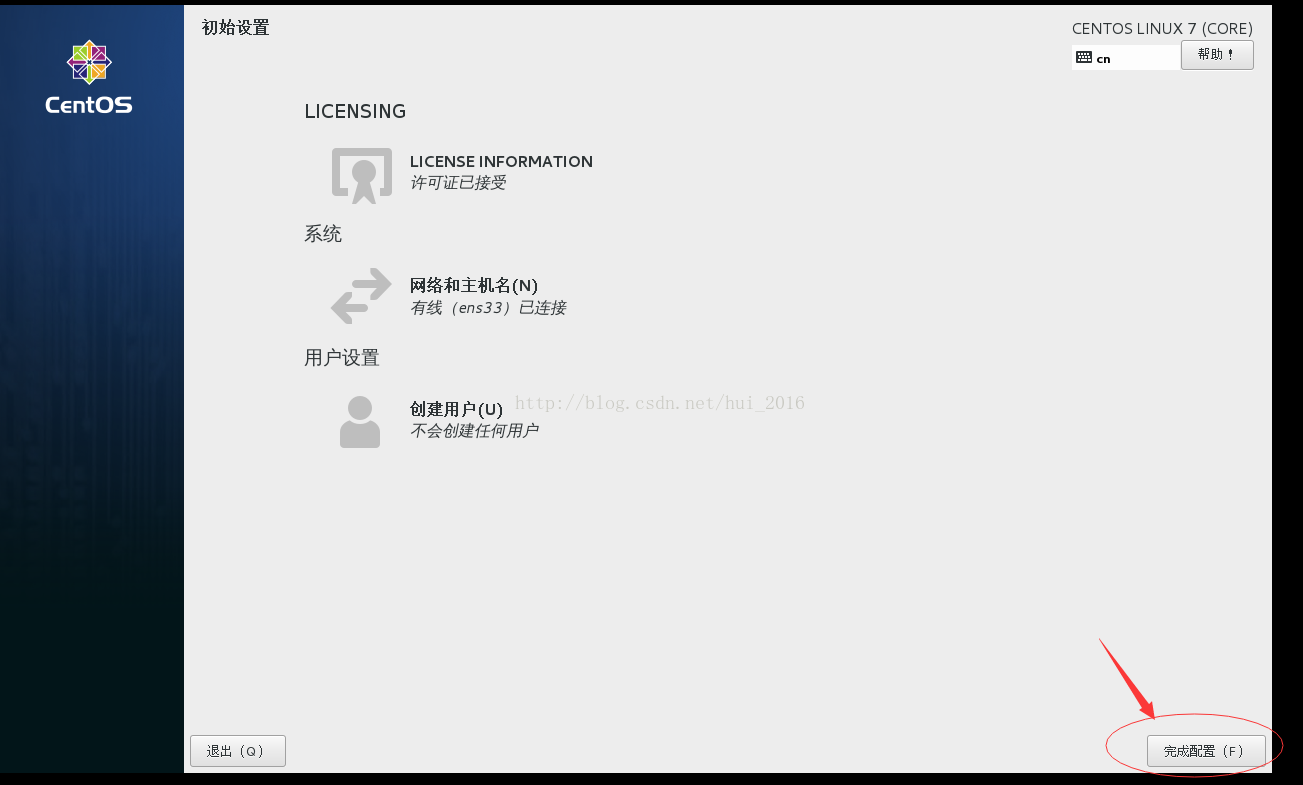 初始设置
CENTOS LINUX 7 (CORE)
cn
帮助！
CentOS
LICENSING
LICENSE INFORMATION
许可证已接受
系统
网络和主机名(N)
有线（ens33）已连接
用户设置
创建用户(U)
http://blog.csdn.net/hui_2016
不会创建任何用户
退出（Q）
完成配置（F）